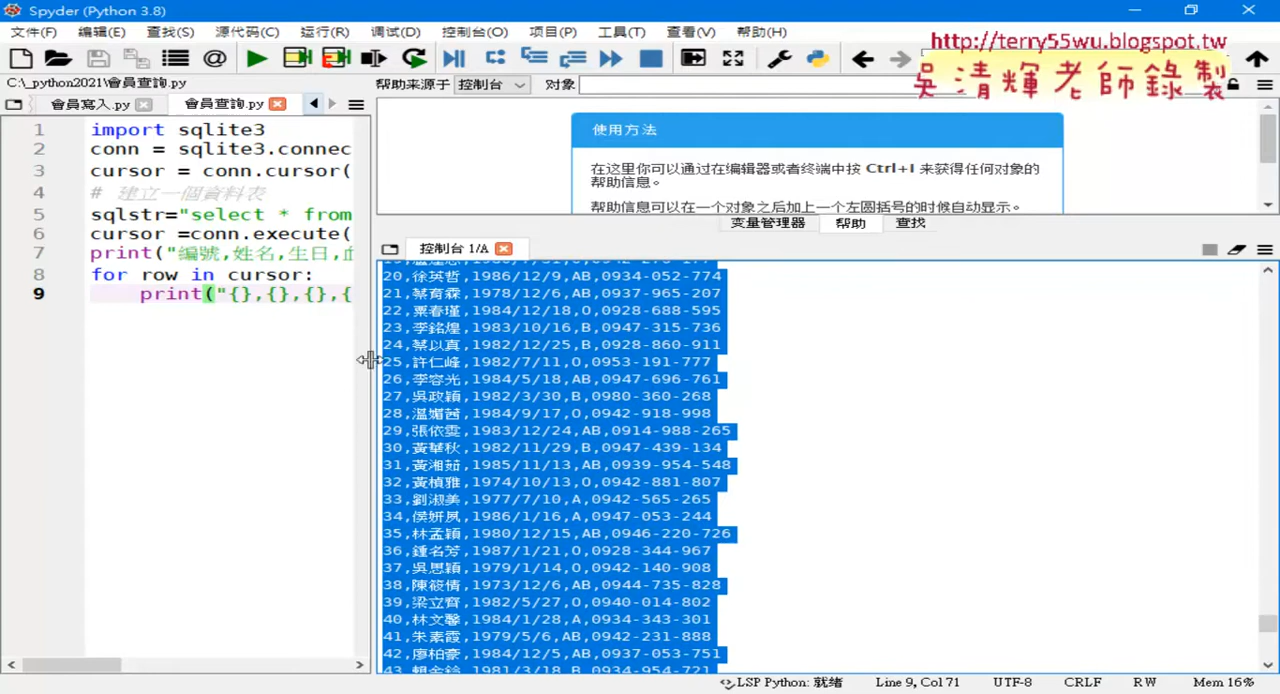 Spyder (Python 3.8)
文件(F) 编辑(E) 查找(S) 源代码(C) 运行(R) 调试(D) 控制台(O) 项目(P) 工具(T) 查看(V) 帮助(H)
http://terry55wu.blogspot.tw
吳清輝老師錄製
C:\_python2021\會員查詢.py
帮助来源于 控制台 对象
會員寫入.py 會員查詢.py
1 import sqlite3
2 conn = sqlite3.connec
3 cursor = conn.cursor(
4 # 建立一個資料表
5 sqlstr="select * from
6 cursor =conn.execute(
7 print("編號,姓名,生日,
8 for row in cursor:
9 print("{},{},{},{
使用方法
在这里你可以通过在编辑器或者终端中按 Ctrl+I 来获得任何对象的
帮助信息。
帮助信息可以在一个对象之后加上一个左圆括号的时候自动显示。
变量管理器 帮助 查找
控制台 1/A
20,徐英哲,1986/12/9,AB,0934-052-774
21,蔡育霖,1978/12/6,AB,0937-965-207
22,粟春瑾,1984/12/18,O,0928-688-595
23,李銘煌,1983/10/16,B,0947-315-736
24,蔡以真,1982/12/25,B,0928-860-911
25,許仁峰,1982/7/11,O,0953-191-777
26,李容光,1984/5/18,AB,0947-696-761
27,吳政穎,1982/3/30,B,0980-360-268
28,溫媚茜,1984/9/17,O,0942-918-998
29,張依雯,1983/12/24,AB,0914-988-265
30,黃華秋,1982/11/29,B,0947-439-134
31,黃湘茹,1985/11/13,AB,0939-954-548
32,黃楨雅,1974/10/13,O,0942-881-807
33,劉淑美,1977/7/10,A,0942-565-265
34,侯妍夙,1986/1/16,A,0947-053-244
35,林孟穎,1980/12/15,AB,0946-220-726
36,鍾名芳,1987/1/21,O,0928-344-967
37,吳思穎,1979/1/14,O,0942-140-908
38,陳筱情,1973/12/6,AB,0944-735-828
39,梁立齊,1982/5/27,O,0940-014-802
40,林文馨,1984/1/28,A,0934-343-301
41,朱素霞,1979/5/6,AB,0942-231-888
42,廖柏豪,1984/12/5,AB,0937-053-751
LSP Python: 就绪 Line 9, Col 71 UTF-8 CRLF RW Mem 16%